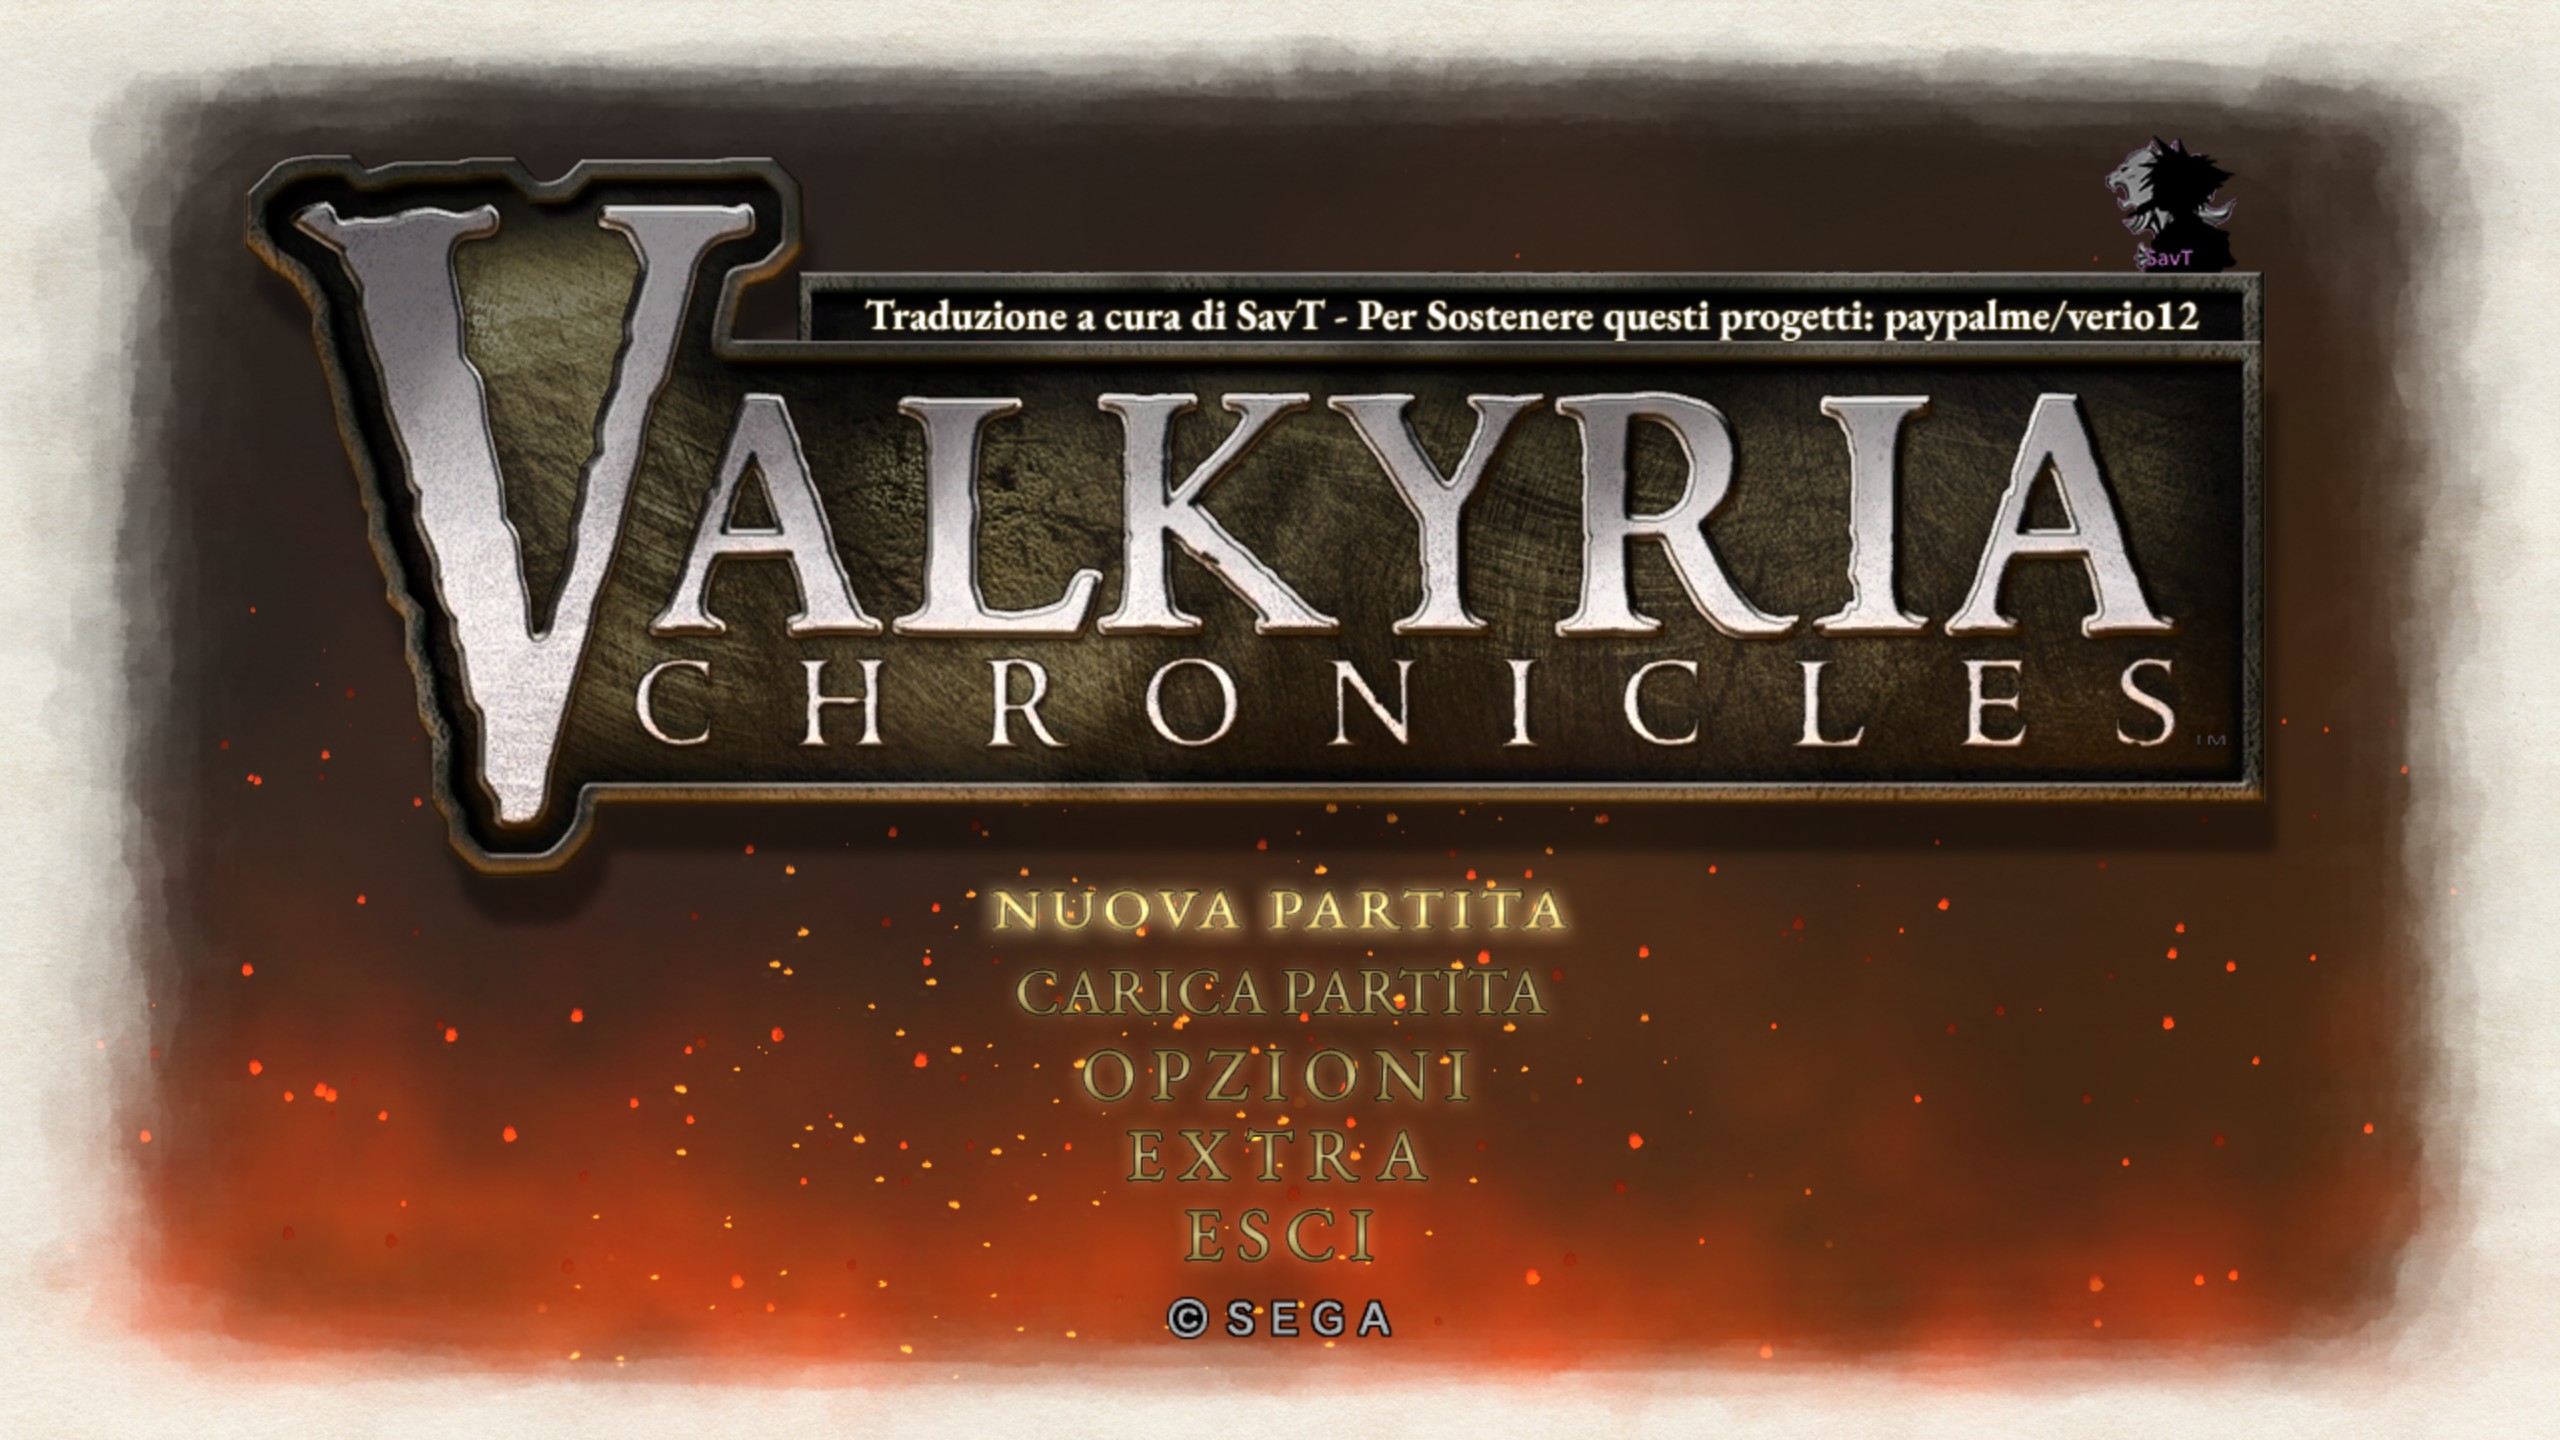 SavT
Traduzione a cura di SavT - Per Sostenere questi progetti: paypalme/verio12
VALKYRIA
CHRONICLES
TM
NUOVA PARTITA
CARICA PARTITA
OPZIONI
EXTRA
ESCI
© SEGA